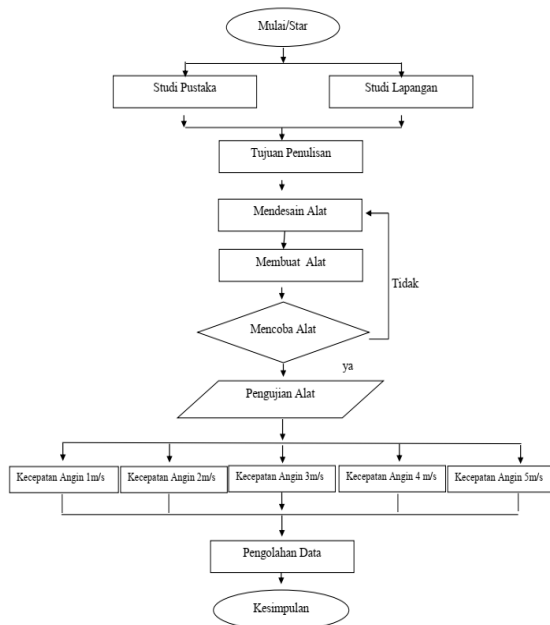 Mulai/Star
Studi Pustaka
Studi Lapangan
Tujuan Penulisan
Mendesain Alat
Membuat Alat
Tidak
Mencoba Alat
ya
Pengujian Alat
Kecepatan Angin 1m/s
Kecepatan Angin 2m/s
Kecepatan Angin 3m/s
Kecepatan Angin 4 m/s
Kecepatan Angin 5m/s
Pengolahan Data
Kesimpulan